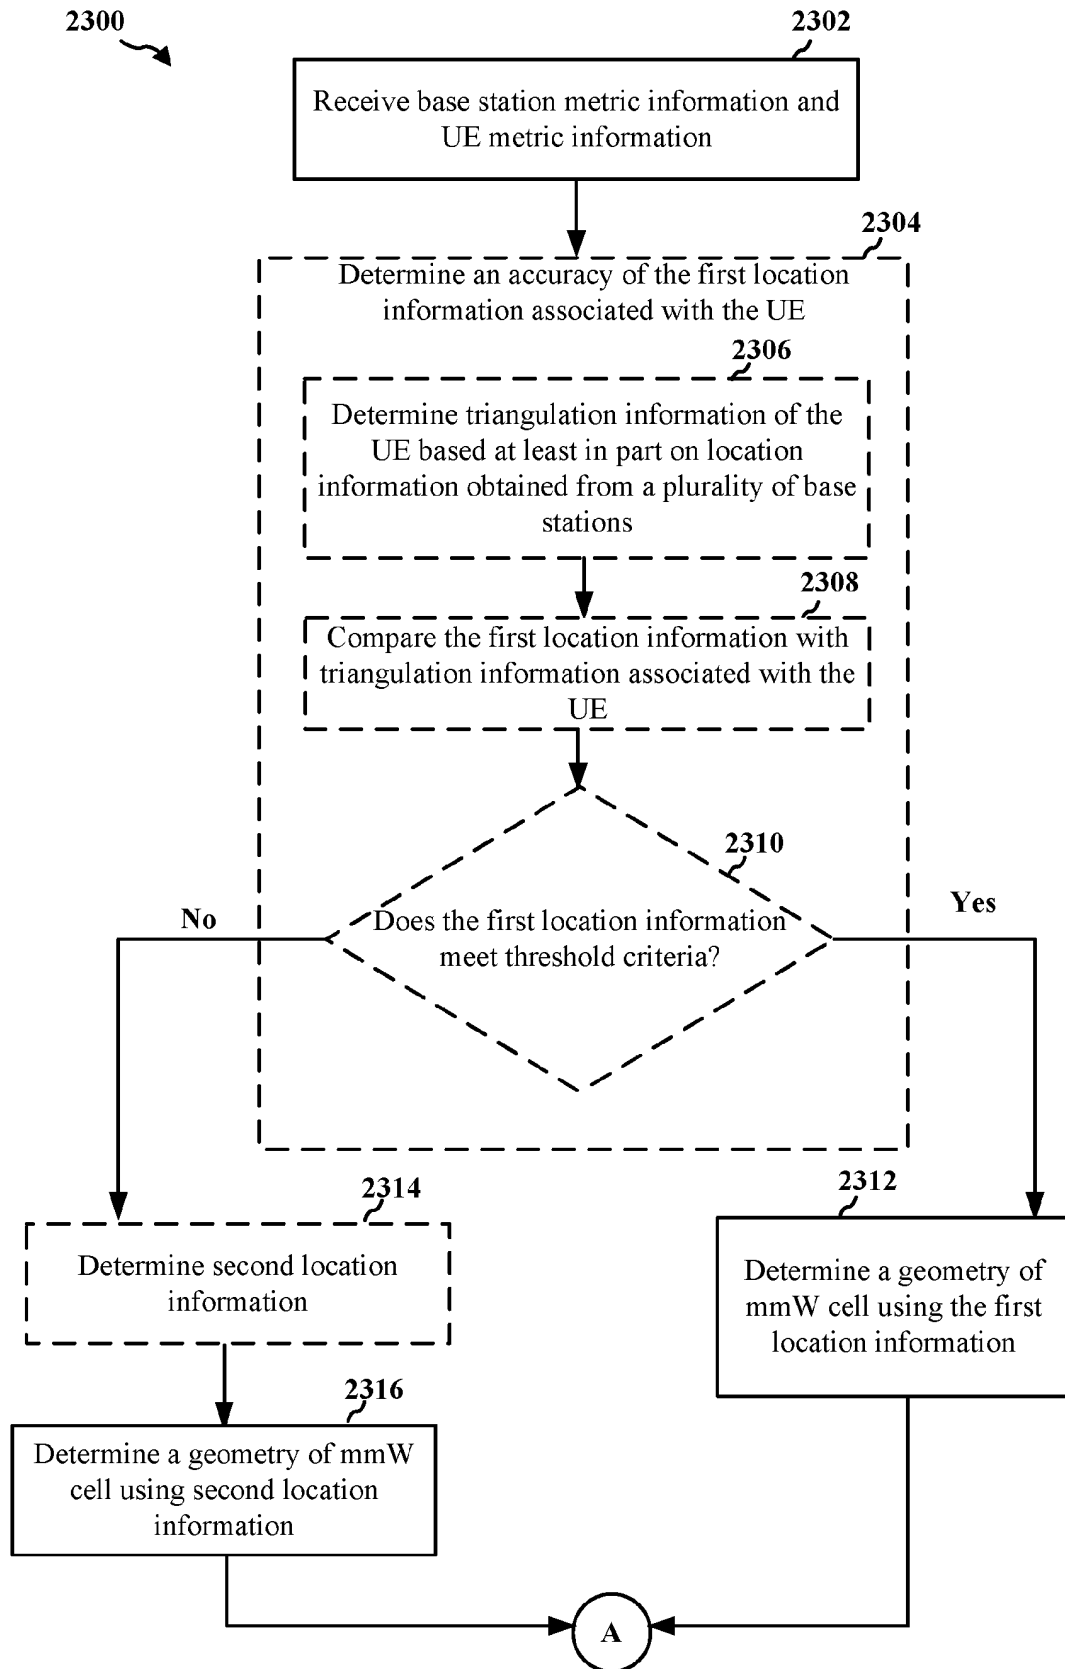 2300
2302
Receive base station metric information and
UE metric information
2304
Determine an accuracy of the first location
information associated with the UE
2306
Determine triangulation information of the
UE based at least in part on location
information obtained from a plurality of base
stations
2308
Compare the first location information with
triangulation information associated with the
UE
2310
No
Yes
Does the first location information
meet threshold criteria?
2314
2312
Determine second location
information
Determine a geometry of
mmW cell using the first
location information
2316
Determine a geometry of mmW
cell using second location
information
A